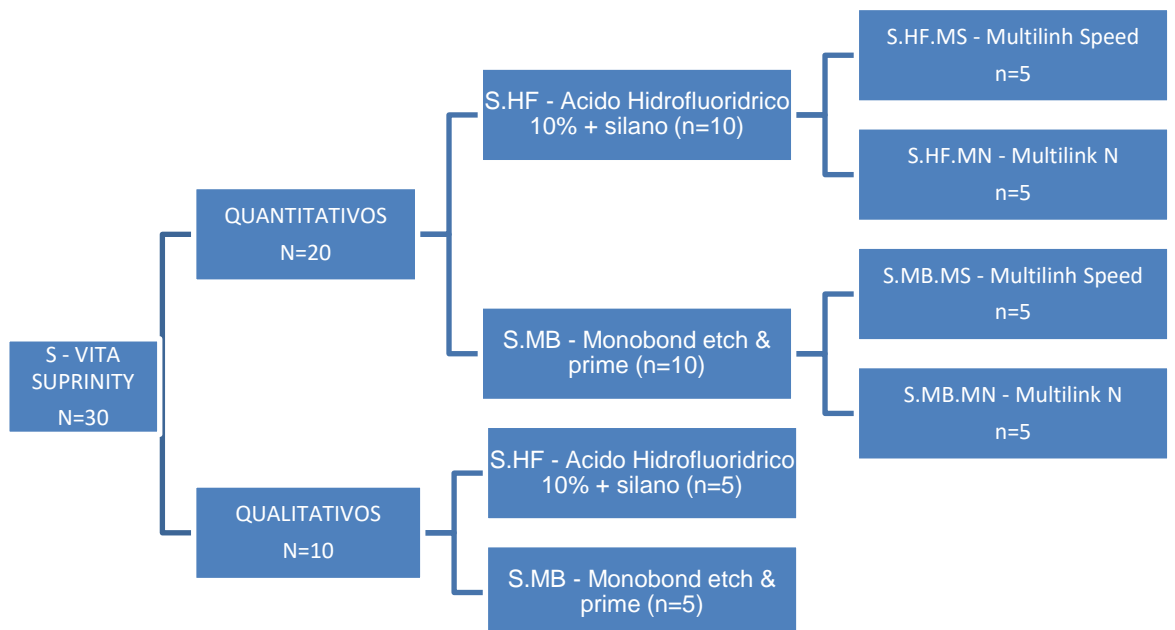 S - VITA
SUPRINITY
N=30
QUANTITATIVOS
N=20
S.HF - Acido Hidrofluoridrico
10% + silano (n=10)
S.HF.MS - Multilinh Speed
n=5
S.HF.MN - Multilink N
n=5
S.MB - Monobond etch &
prime (n=10)
S.MB.MS - Multilinh Speed
n=5
S.MB.MN - Multilink N
n=5
QUALITATIVOS
N=10
S.HF - Acido Hidrofluoridrico
10% + silano (n=5)
S.MB - Monobond etch &
prime (n=5)